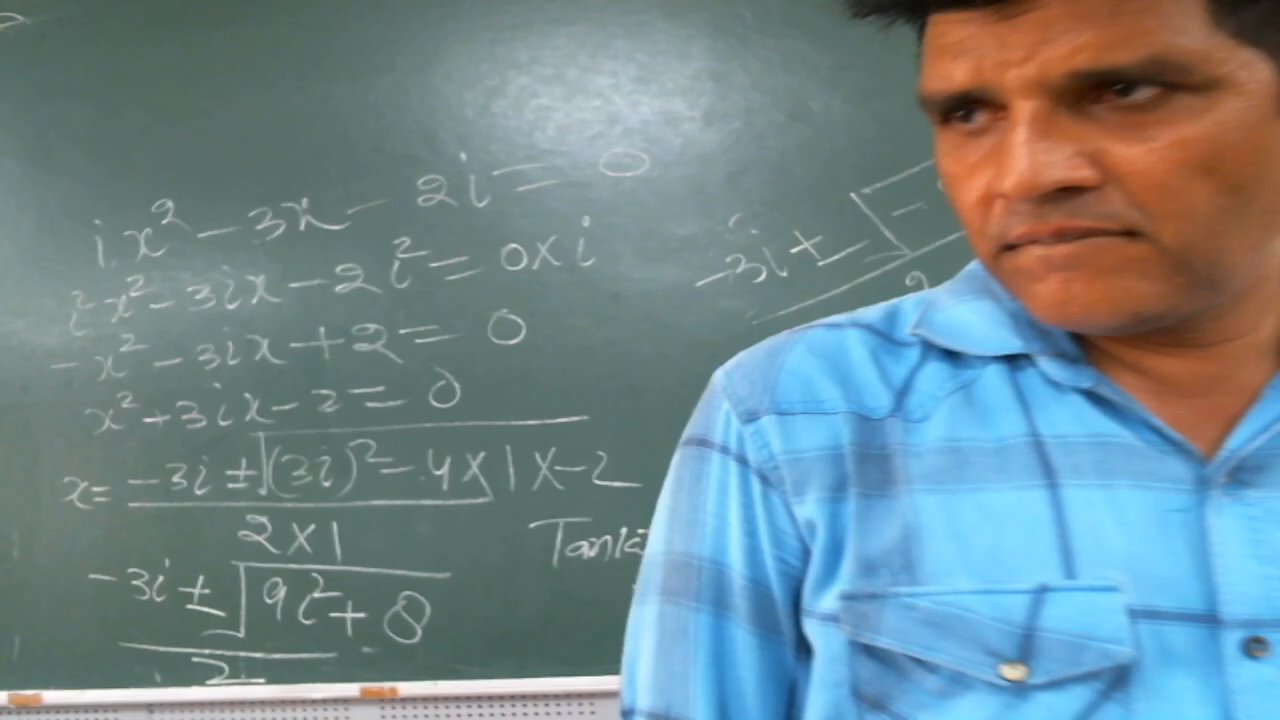 ix² - 3x - 2i = 0
i²x² - 3ix - 2i² = 0xi
-x² - 3ix + 2 = 0
x² + 3ix - 2 = 0
x = -3i ± √(3i)² - 4 x 1 x -2
2 x 1
-3i ± √9i² + 8
2
-3i ± √-
2